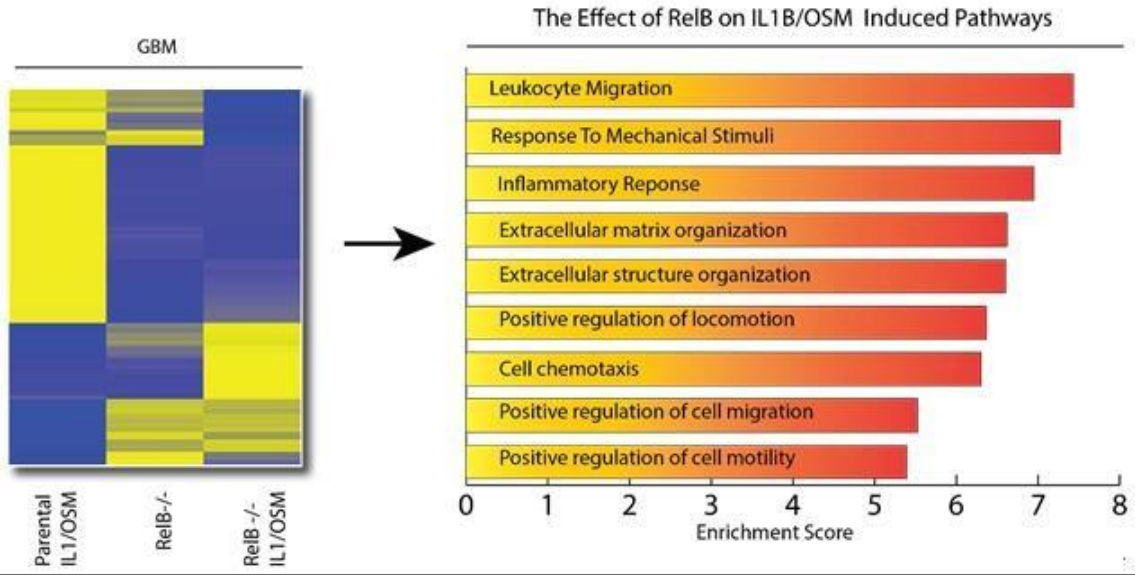 GBM
Parental
IL1/OSM
RelB-/-
RelB -/-
IL1/OSM
The Effect of RelB on IL1B/OSM Induced Pathways
Leukocyte Migration
Response To Mechanical Stimuli
Inflammatory Reponse
Extracellular matrix organization
Extracellular structure organization
Positive regulation of locomotion
Cell chemotaxis
Positive regulation of cell migration
Positive regulation of cell motility
0 1 2 3 4 5 6 7 8
Enrichment Score